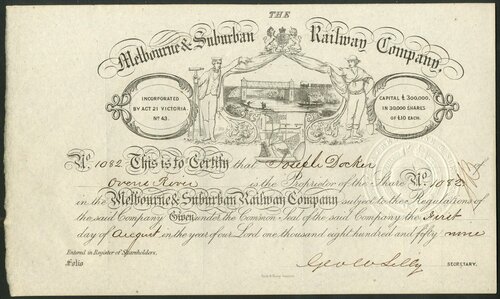 THE
Melbourne & Suburban Railway Company,
INCORPORATED
BY ACT 21 VICTORIA
No 43.
CAPITAL £300,000,
IN 30,000 SHARES
OF £10 EACH.
No. 1082 This is to Certify that Joseph Docker of
Ovens River is the Proprietor of the Share No. 1082
in the Melbourne & Suburban Railway Company subject to the Regulations of
the said Company Given under the Common Seal of the said Company the First
day of August in the year of our Lord one thousand eight hundred and fifty nine
Entered in Register of Shareholders,
Folio
SECRETARY.